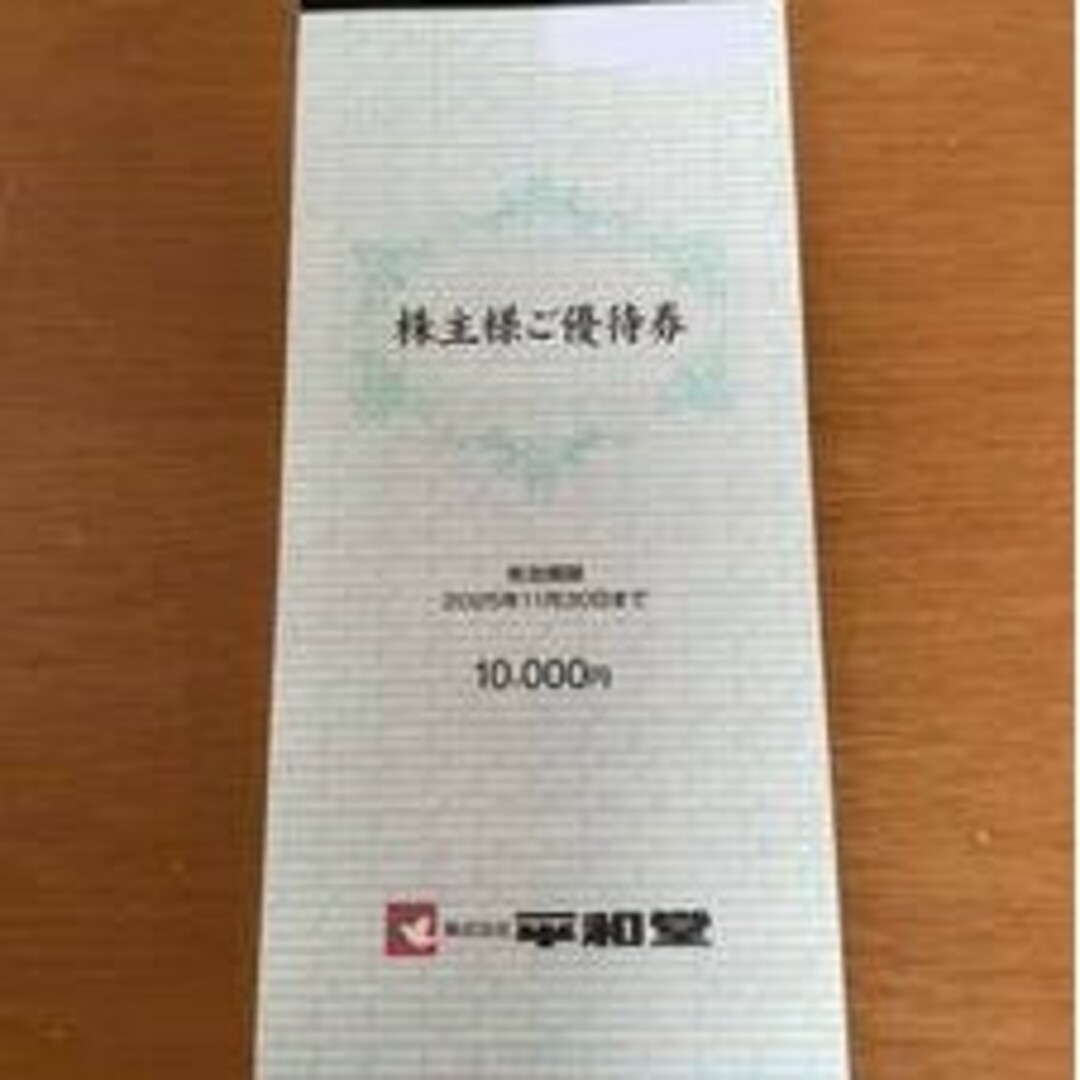 株主様ご優待券
有効期限
2025年11月30日まで
10,000円
株式会社 平和堂